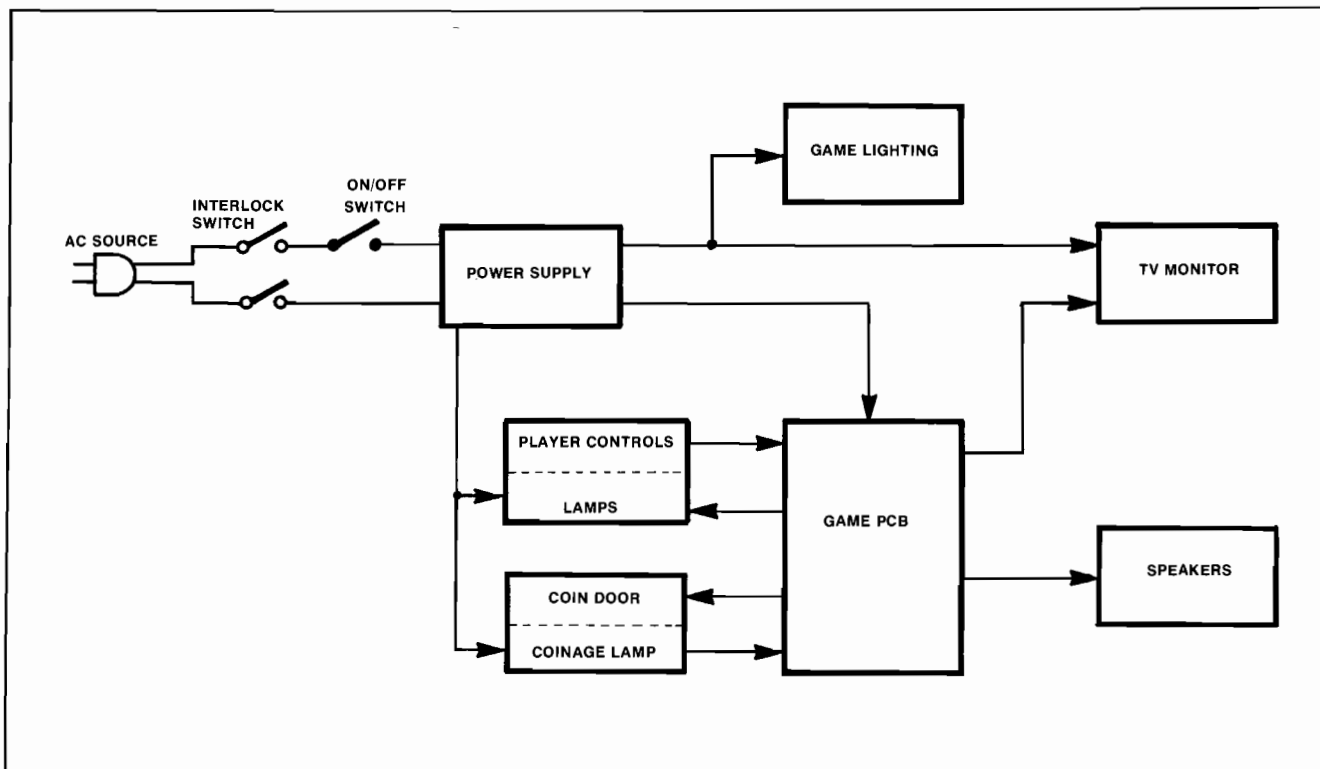 GAME LIGHTING
ON/OFF
SWITCH
INTERLOCK
SWITCH
AC SOURCE
POWER SUPPLY
TV MONITOR
PLAYER CONTROLS
LAMPS
GAME PCB
COIN DOOR
COINAGE LAMP
SPEAKERS